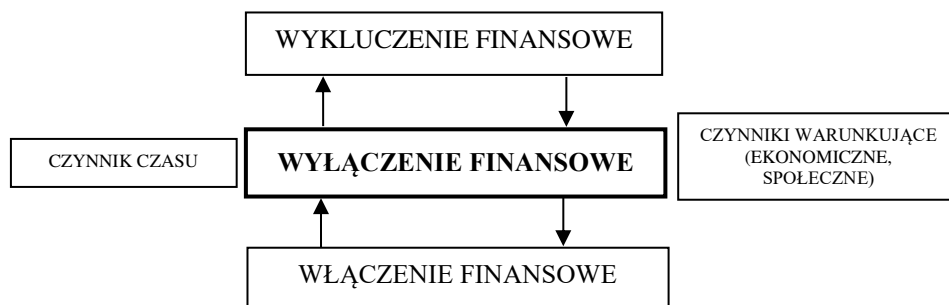 WYKLUCZENIE FINANSOWE
CZYNNIK CZASU
WYŁĄCZENIE FINANSOWE
CZYNNIKI WARUNKUJĄCE
(EKONOMICZNE,
SPOŁECZNE)
WŁĄCZENIE FINANSOWE